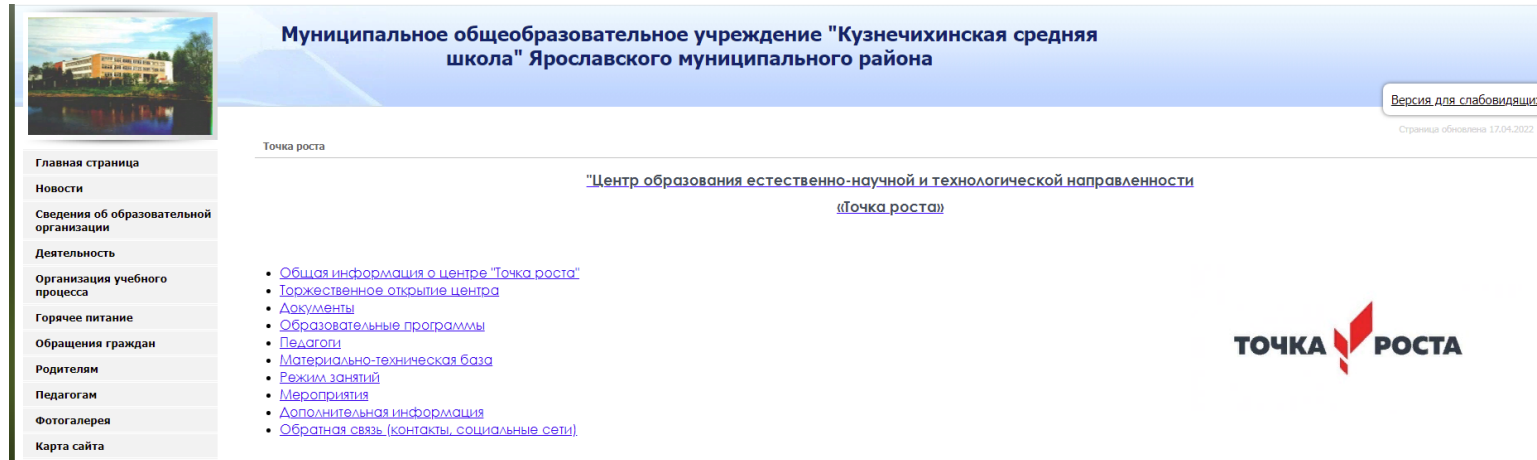 Муниципальное общеобразовательное учреждение "Кузнечихинская средняя
школа" Ярославского муниципального района
Версия для слабовидящих
Страница обновлена 17.04.2022
Главная страница
Новости
Сведения об образовательной
организации
Деятельность
Организация учебного
процесса
Горячее питание
Обращения граждан
Родителям
Педагогам
Фотогалерея
Карта сайта
Точка роста
"Центр образования естественно-научной и технологической направленности
«Точка роста»
Общая информация о центре "Точка роста"
Торжественное открытие центра
Документы
Образовательные программы
Педагоги
Материально-техническая база
Режим занятий
Мероприятия
Дополнительная информация
Обратная связь (контакты, социальные сети)
ТОЧКА РОСТА